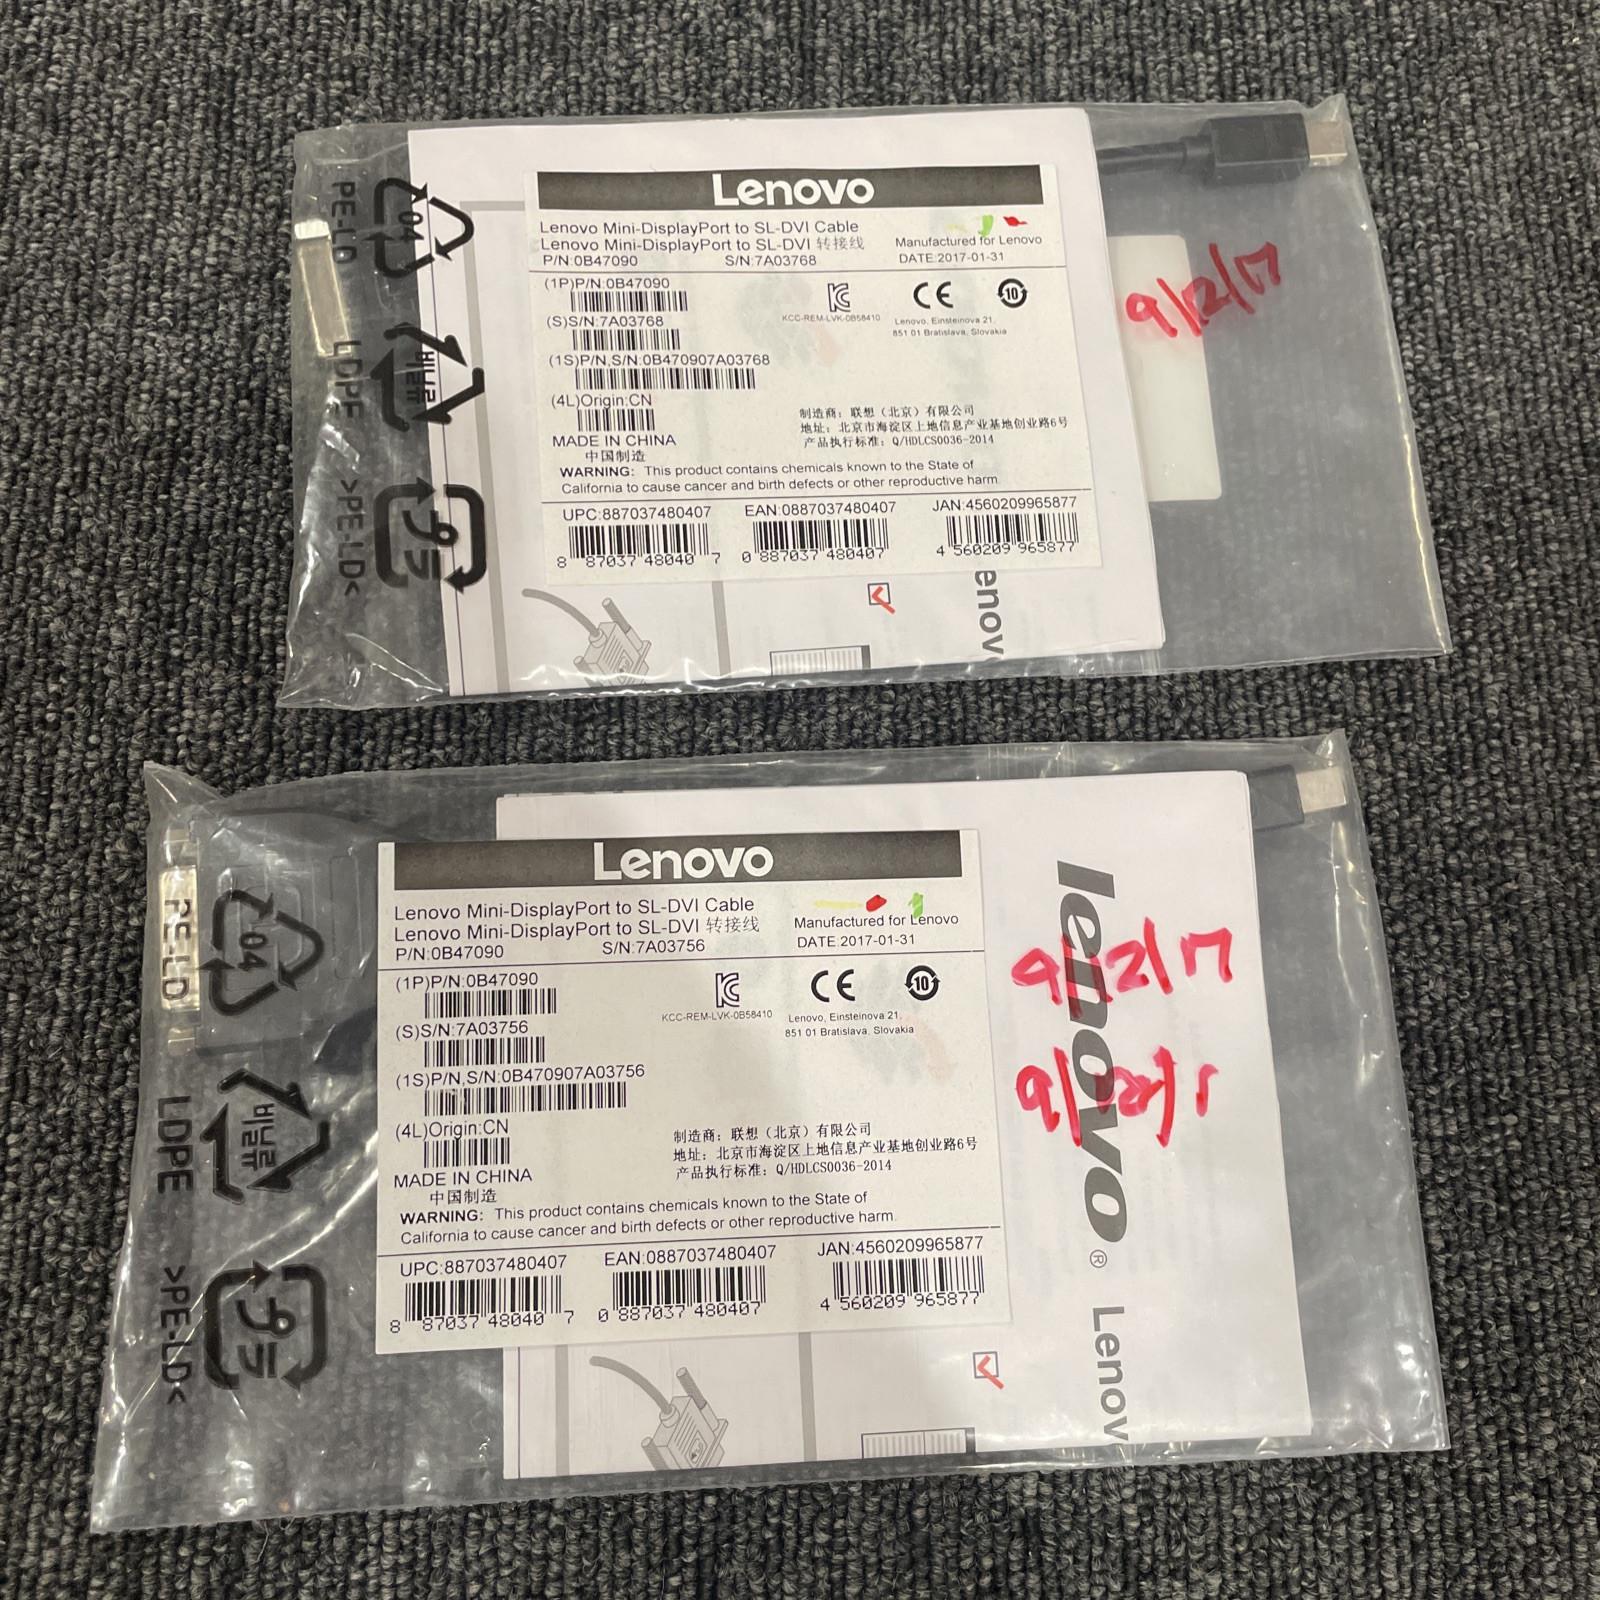 PE-LD
LDPE
>PE-LD<
04
비닐류
Lenovo
Lenovo Mini-DisplayPort to SL-DVI Cable
Lenovo Mini-DisplayPort to SL-DVI 转接线
P/N:0B47090 S/N:7A03768
Manufactured for Lenovo
DATE:2017-01-31
(1P)P/N:0B47090
(S)S/N:7A03768
(1S)P/N,S/N:0B470907A03768
(4L)Origin:CN
MADE IN CHINA
中国制造
KCC-REM-LVK-0B58410
CE
10
Lenovo, Einsteinova 21,
851 01 Bratislava, Slovakia
制造商：联想（北京）有限公司
地址：北京市海淀区上地信息产业基地创业路6号
产品执行标准：Q/HDLCS0036-2014
WARNING: This product contains chemicals known to the State of
California to cause cancer and birth defects or other reproductive harm.
UPC:887037480407 EAN:0887037480407 JAN:4560209965877
8 87037 48040 7 0 887037 480407 4 560209 965877
enov
9/12/17
PE-LD
LDPE
>PE-LD<
04
비닐류
Lenovo
Lenovo Mini-DisplayPort to SL-DVI Cable
Lenovo Mini-DisplayPort to SL-DVI 转接线
P/N:0B47090 S/N:7A03756
Manufactured for Lenovo
DATE:2017-01-31
(1P)P/N:0B47090
(S)S/N:7A03756
(1S)P/N,S/N:0B470907A03756
(4L)Origin:CN
MADE IN CHINA
中国制造
KCC-REM-LVK-0B58410
CE
10
Lenovo, Einsteinova 21,
851 01 Bratislava, Slovakia
制造商：联想（北京）有限公司
地址：北京市海淀区上地信息产业基地创业路6号
产品执行标准：Q/HDLCS0036-2014
WARNING: This product contains chemicals known to the State of
California to cause cancer and birth defects or other reproductive harm.
UPC:887037480407 EAN:0887037480407 JAN:4560209965877
8 87037 48040 7 0 887037 480407 4 560209 965877
lenovo® Lenov
9/12/17